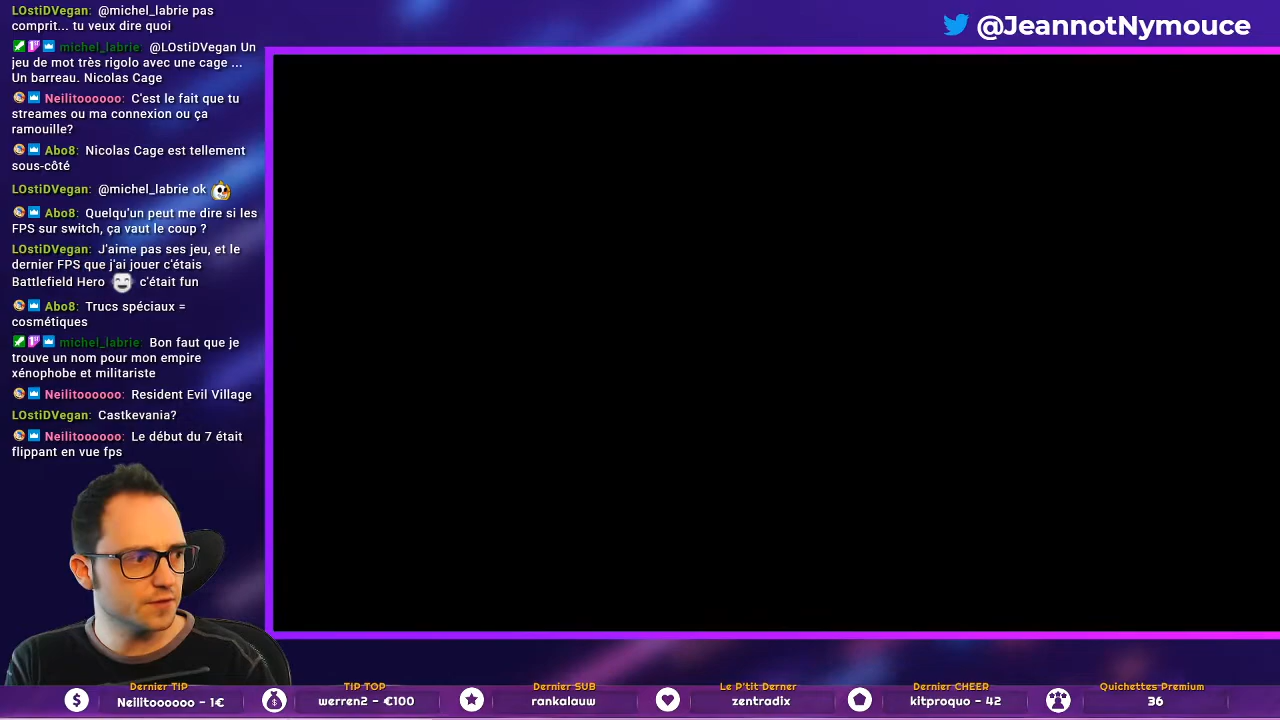 LOstiDVegan: @michel_labrie pas
comprit... tu veux dire quoi
michel_labrie: @LOstiDVegan Un
jeu de mot très rigolo avec une cage ...
Un barreau. Nicolas Cage
Neilitoooooo: C'est le fait que tu
streames ou ma connexion ou ça
ramouille?
Abo8: Nicolas Cage est tellement
sous-côté
LOstiDVegan: @michel_labrie ok
Abo8: Quelqu'un peut me dire si les
FPS sur switch, ça vaut le coup ?
LOstiDVegan: J'aime pas ses jeu, et le
dernier FPS que j'ai jouer c'étais
Battlefield Hero c'était fun
Abo8: Trucs spéciaux =
cosmétiques
michel_labrie: Bon faut que je
trouve un nom pour mon empire
xénophobe et militariste
Neilitoooooo: Resident Evil Village
LOstiDVegan: Castkevania?
Neilitoooooo: Le début du 7 était
flippant en vue fps
@JeannotNymouce
Dernier TIP
Neilitoooooo - 1€
TIP TOP
werren2 - €100
Dernier SUB
rankalauw
Le P'tit Derner
zentradix
Dernier CHEER
kitproquo - 42
Quichettes Premium
36